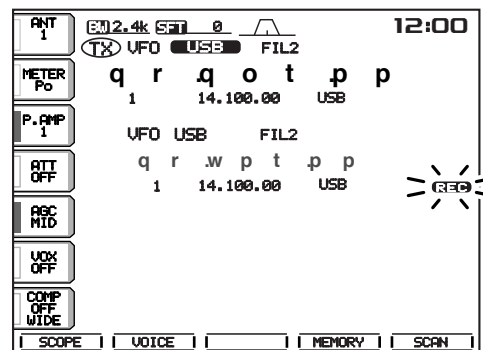 ANT
1
BW 2.4k SFT 0
12:00
TX VFO USB FIL2
METER
Po
q r .q o t .p p
1 14.100.00 USB
P.AMP
1
VFO USB FIL2
ATT
OFF
q r .w p t .p p
1 14.100.00 USB
REC
AGC
MID
VOX
OFF
COMP
OFF
WIDE
SCOPE VOICE MEMORY SCAN